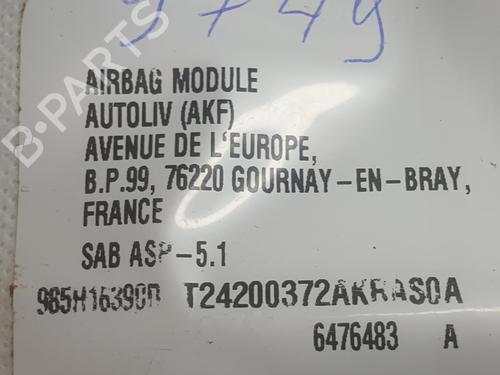 9749
AIRBAG MODULE
AUTOLIV (AKF)
AVENUE DE L'EUROPE,
B.P.99, 76220 GOURNAY-EN-BRAY,
FRANCE
SAB ASP-5.1
985H16390R T24200372AKRAS0A
6476483 A
B-PARTS